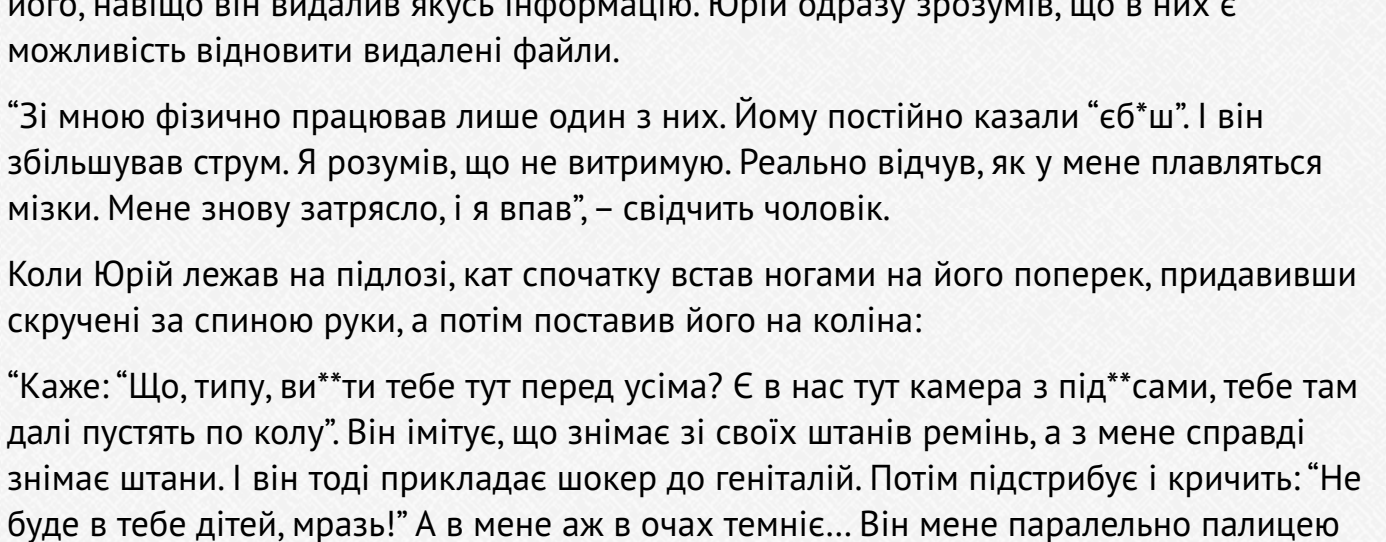 його, навіщо він видалив якусь інформацію. Юрій одразу зрозумів, що в них є
можливість відновити видалені файли.
“Зі мною фізично працював лише один з них. Йому постійно казали “єб*ш”. І він
збільшував струм. Я розумів, що не витримую. Реально відчув, як у мене плавляться
мізки. Мене знову затрясло, і я впав”, – свідчить чоловік.
Коли Юрій лежав на підлозі, кат спочатку встав ногами на його поперек, придавивши
скручені за спиною руки, а потім поставив його на коліна:
“Каже: “Що, типу, ви**ти тебе тут перед усіма? Є в нас тут камера з під**сами, тебе там
далі пустять по колу”. Він імітує, що знімає зі своїх штанів ремінь, а з мене справді
знімає штани. І він тоді прикладає шокер до геніталій. Потім підстрибує і кричить: “Не
буде в тебе дітей, мразь!” А в мене аж в очах темніє... Він мене паралельно палицею